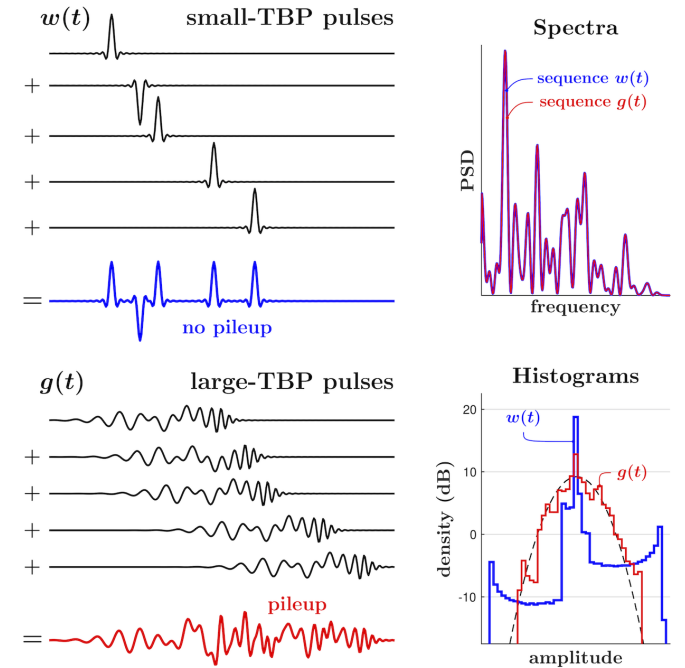 w(t) small-TBP pulses
+
+
+
+
=
no pileup
Spectra
sequence w(t)
sequence g(t)
PSD
frequency
g(t) large-TBP pulses
+
+
+
+
pileup
=
Histograms
20
10
0
-10
w(t)
g(t)
density (dB)
amplitude